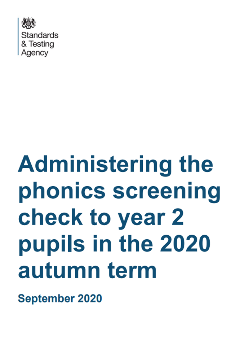 Standards
& Testing
Agency
Administering the
phonics screening
check to year 2
pupils in the 2020
autumn term
September 2020